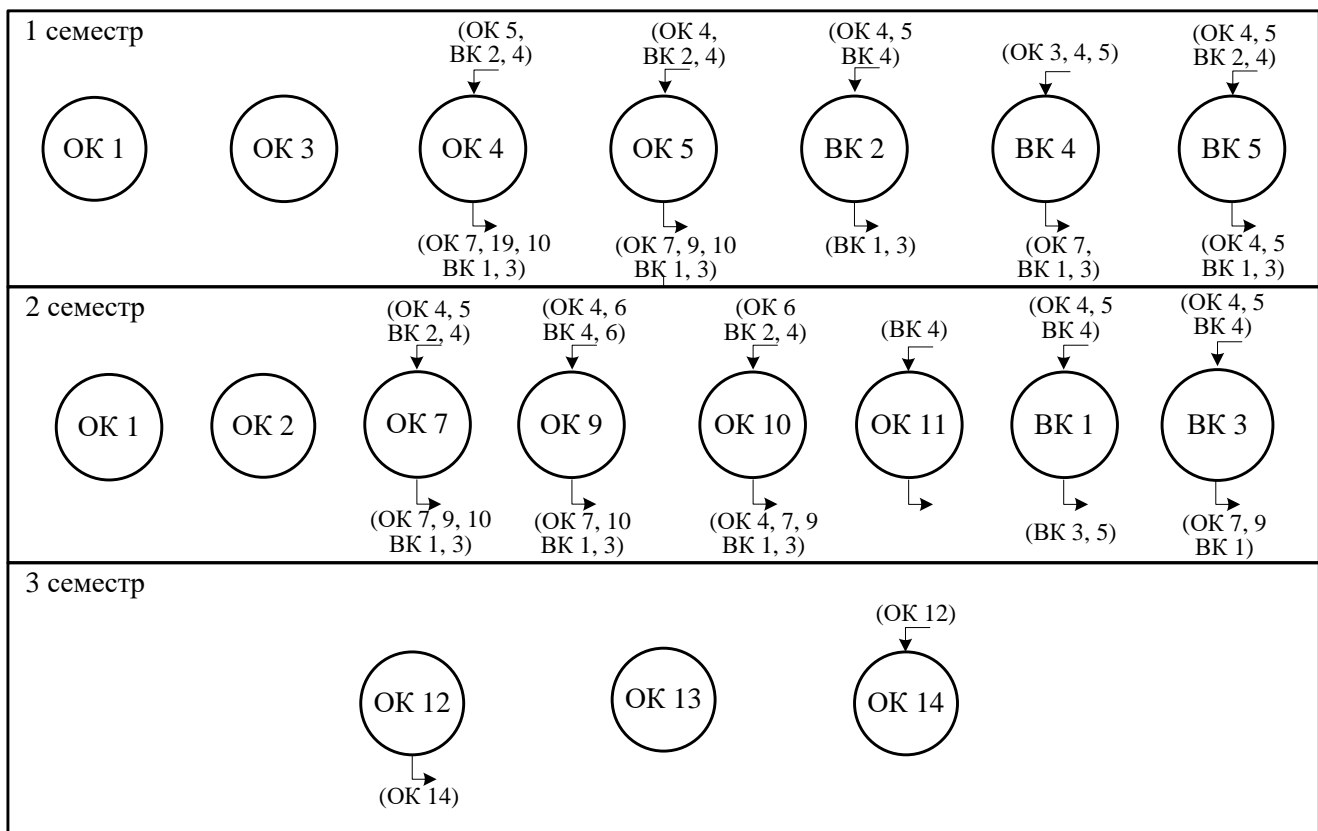 1 семестр
(ОК 5,
ВК 2, 4)
(ОК 4,
ВК 2, 4)
(ОК 4, 5
ВК 4)
(ОК 3, 4, 5)
(ОК 4, 5
ВК 2, 4)
ОК 1
ОК 3
ОК 4
ОК 5
ВК 2
ВК 4
ВК 5
(ОК 7, 19, 10
ВК 1, 3)
(ОК 7, 9, 10
ВК 1, 3)
(ВК 1, 3)
(ОК 7,
ВК 1, 3)
(ОК 4, 5
ВК 1, 3)
2 семестр
(ОК 4, 5
ВК 2, 4)
(ОК 4, 6
ВК 4, 6)
(ОК 6
ВК 2, 4)
(ВК 4)
(ОК 4, 5
ВК 4)
(ОК 4, 5
ВК 4)
ОК 1
ОК 2
ОК 7
ОК 9
ОК 10
ОК 11
ВК 1
ВК 3
(ОК 7, 9, 10
ВК 1, 3)
(ОК 7, 10
ВК 1, 3)
(ОК 4, 7, 9
ВК 1, 3)
(ВК 3, 5)
(ОК 7, 9
ВК 1)
3 семестр
(ОК 12)
ОК 12
ОК 13
ОК 14
(ОК 14)